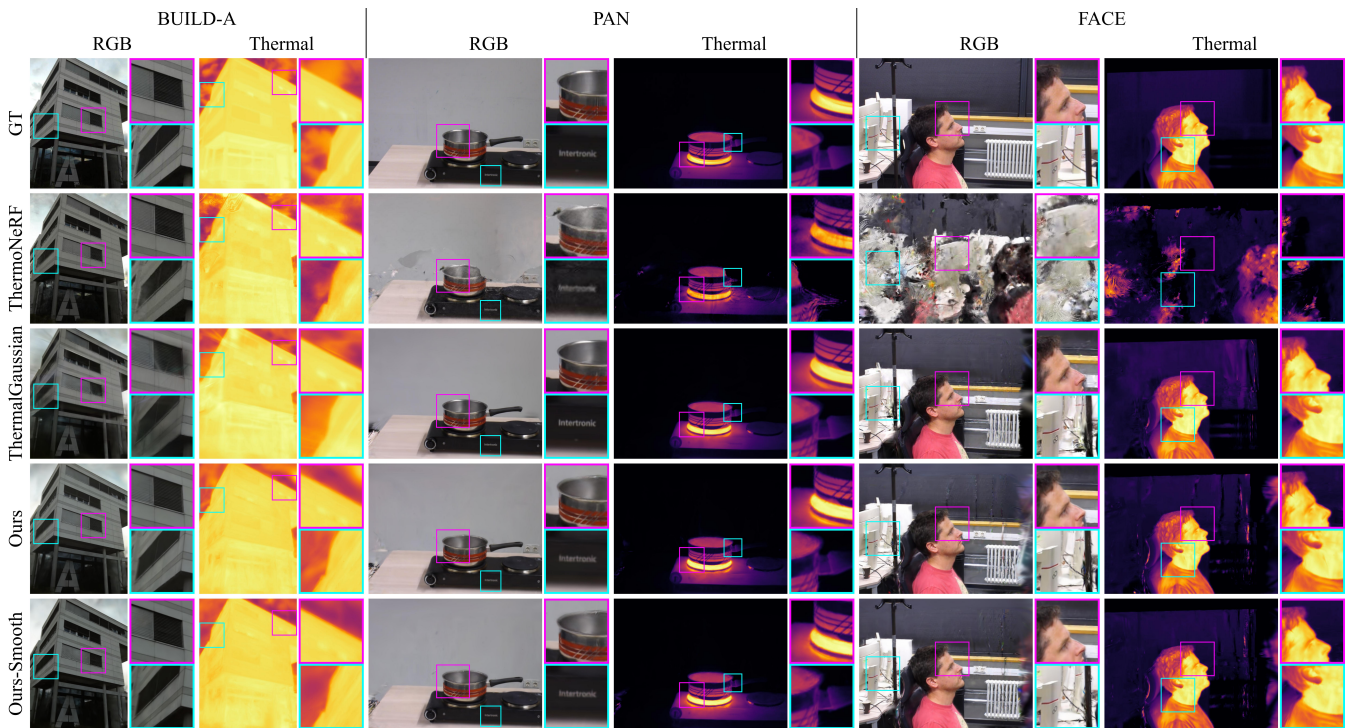 BUILD-A PAN FACE
RGB Thermal RGB Thermal RGB Thermal
GT
A
Intertronic
ThermoNeRF
A
Intertronic
ThermalGaussian
A
Intertronic
Ours
A
Intertronic
Ours-Smooth
A
Intertronic